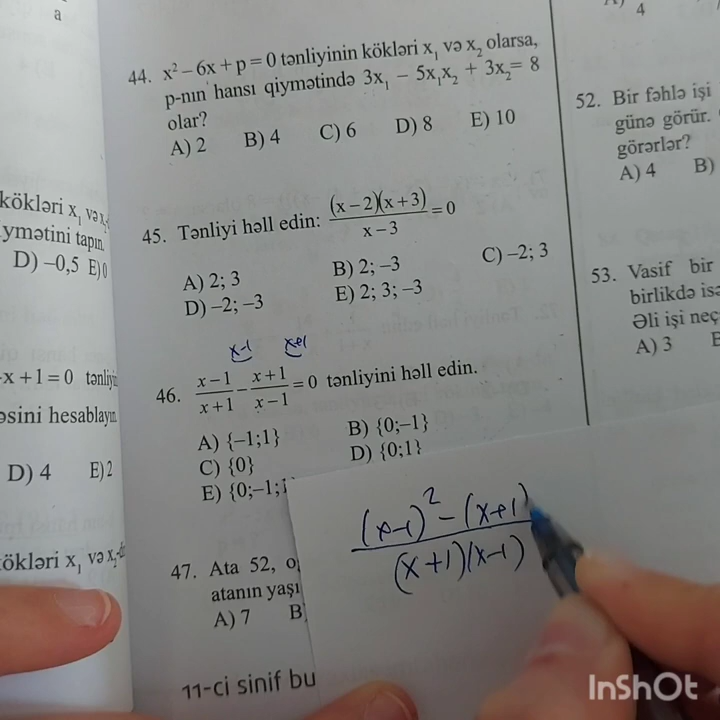 a
44. x² – 6x + p = 0 tənliyinin kökləri x₁ və x₂ olarsa,
p-nın hansı qiymətində 3x₁ – 5x₁x₂ + 3x₂ = 8
olar?
A) 2 B) 4 C) 6 D) 8 E) 10
45. Tənliyi həll edin: (x – 2)(x + 3) / (x – 3) = 0
A) 2; 3 B) 2; –3 C) –2; 3
D) –2; –3 E) 2; 3; –3
x-1 x+1
46. (x – 1)/(x + 1) – (x + 1)/(x – 1) = 0 tənliyini həll edin.
A) {–1;1} B) {0;–1}
C) {0} D) {0;1}
E) {0;–1;
47. Ata 52, o
atanın yaşı
A) 7 B
11-ci sinif bu
(x-1)² – (x+1)
(x+1)(x-1)
kökləri x₁ və
ymətini tapın.
D) –0,5 E) 0
x + 1 = 0 tənliyin
əsini hesablayın
D) 4 E) 2
ökləri x₁ və x₂
4
52. Bir fəhlə işi
günə görür.
görərlər?
A) 4 B)
53. Vasif bir
birlikdə isə
Əli işi neç
A) 3
InShOt